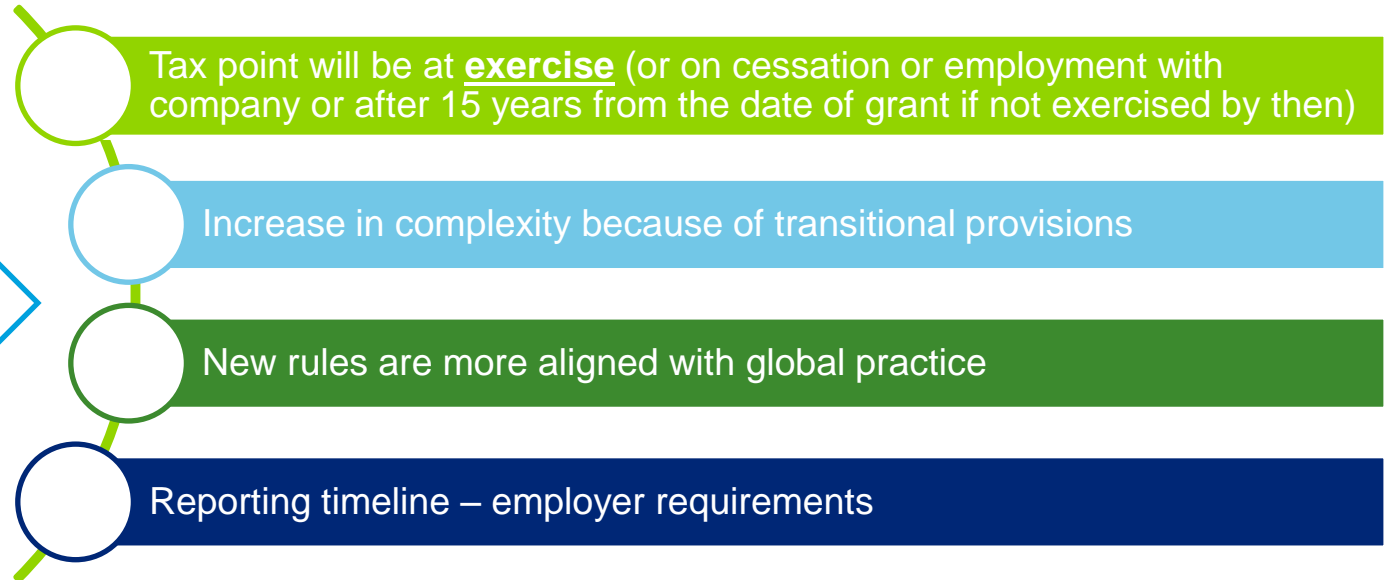 Tax point will be at exercise (or on cessation or employment with
company or after 15 years from the date of grant if not exercised by then)
Increase in complexity because of transitional provisions
New rules are more aligned with global practice
Reporting timeline – employer requirements